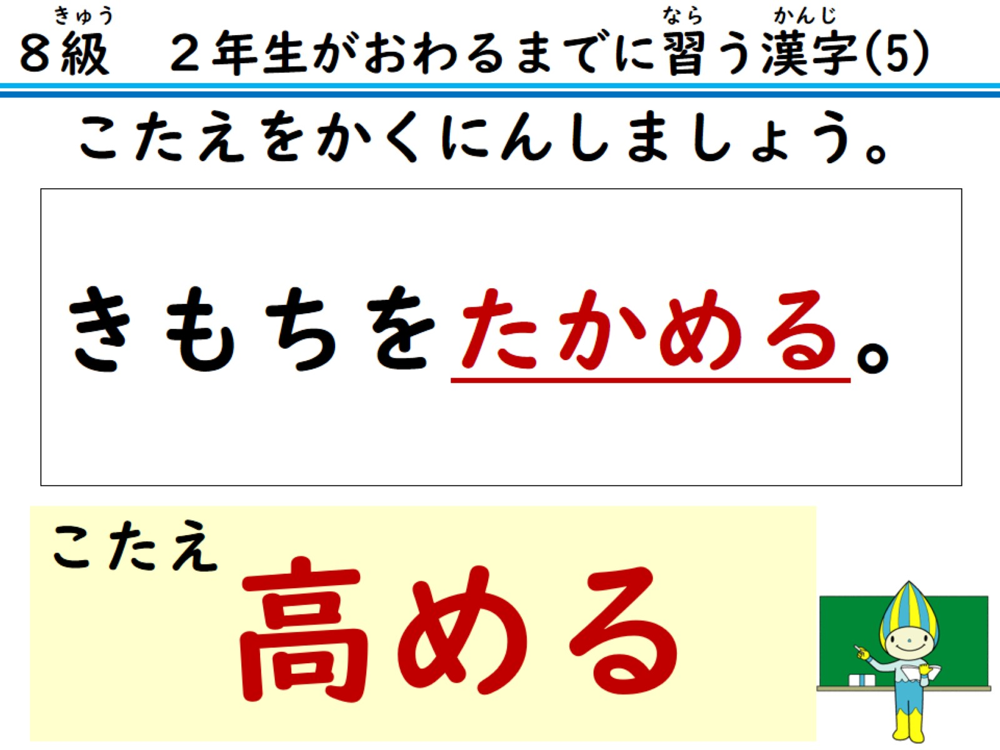 きゅう なら かんじ
8級 2年生がおわるまでに習う漢字(5)
こたえをかくにんしましょう。
きもちをたかめる。
こたえ
高める